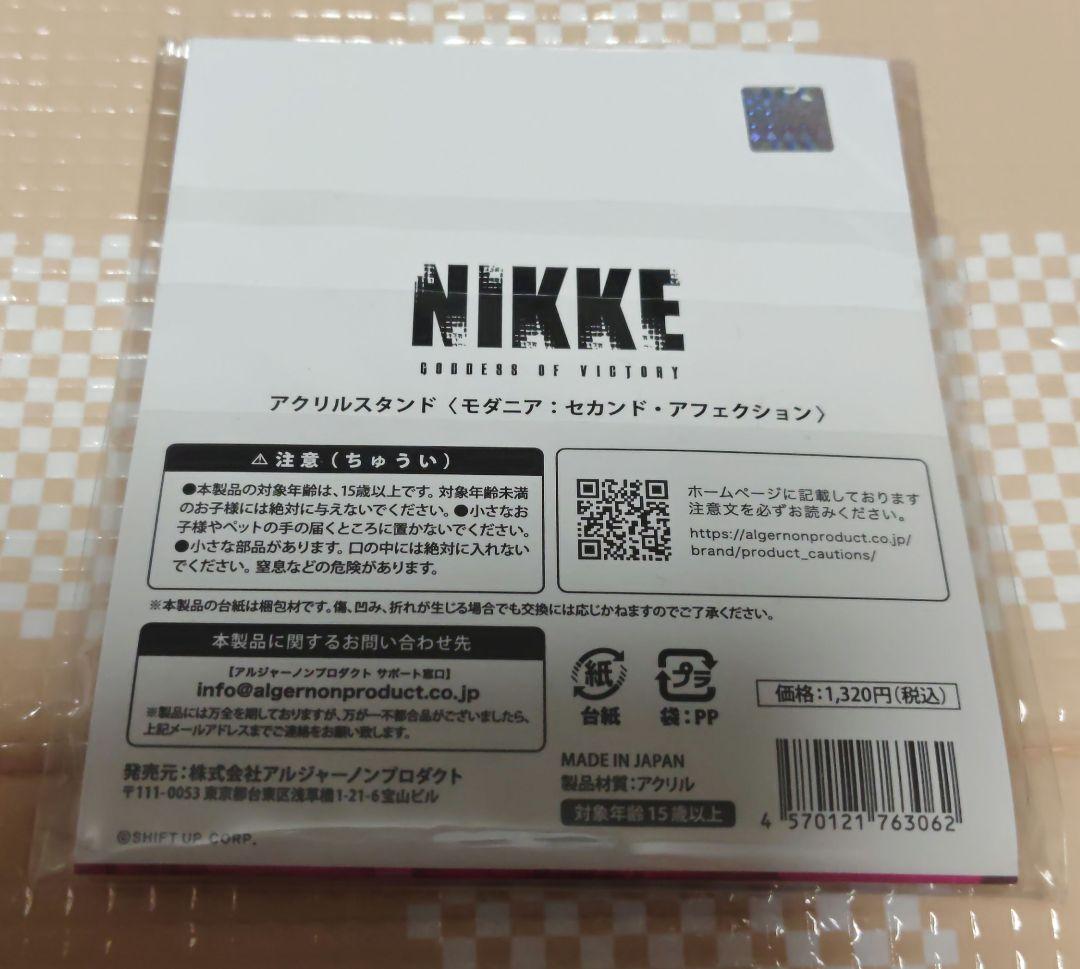 NIKKE
GODDESS OF VICTORY
アクリルスタンド〈モダニア：セカンド・アフェクション〉
⚠注意（ちゅうい）
●本製品の対象年齢は、15歳以上です。対象年齢未満
のお子様には絶対に与えないでください。●小さなお
子様やペットの手の届くところに置かないでください。
●小さな部品があります。口の中には絶対に入れない
でください。窒息などの危険があります。
ホームページに記載しております
注意文を必ずお読みください。
https://algernonproduct.co.jp/
brand/product_cautions/
※本製品の台紙は梱包材です。傷、凹み、折れが生じる場合でも交換には応じかねますのでご了承ください。
本製品に関するお問い合わせ先
【アルジャーノンプロダクト サポート窓口】
info@algernonproduct.co.jp
※製品には万全を期しておりますが、万が一不都合品がございましたら、
上記メールアドレスまでご連絡をお願い致します。
紙
台紙
プラ
袋：PP
価格：1,320円（税込）
発売元：株式会社アルジャーノンプロダクト
〒111-0053 東京都台東区浅草橋1-21-6宝山ビル
MADE IN JAPAN
製品材質：アクリル
対象年齢15歳以上
4 570121 763062
©SHIFT UP CORP.